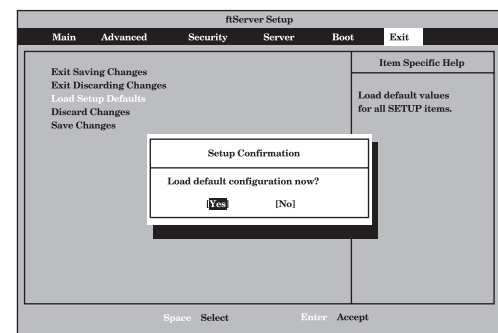 ftServer Setup
Main Advanced Security Server Boot Exit
Item Specific Help
Exit Saving Changes
Exit Discarding Changes
Load Setup Defaults
Discard Changes
Save Changes
Load default values
for all SETUP items.
Setup Confirmation
Load default configuration now?
[Yes] [No]
Space Select Enter Accept